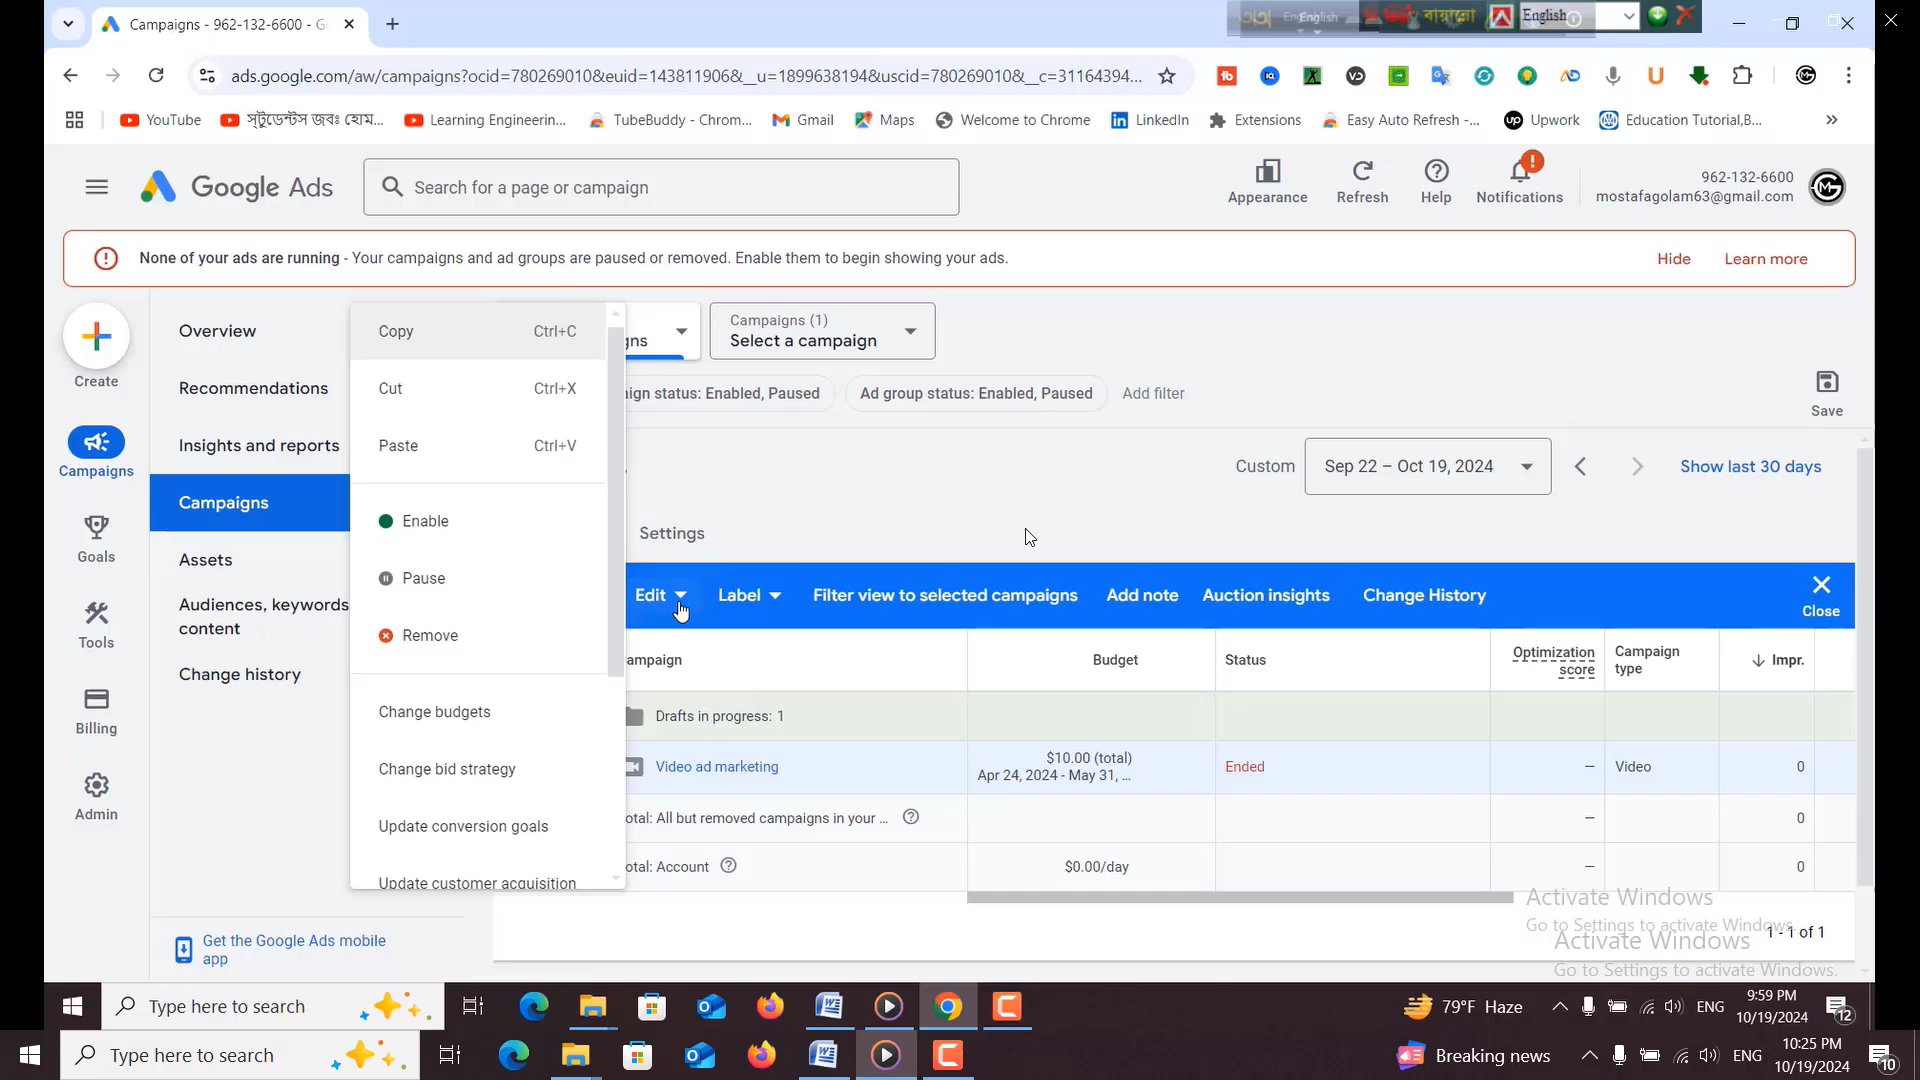 Campaigns - 962-132-6600 - G
English
English
বায়ান্নো
ads.google.com/aw/campaigns?ocid=780269010&euid=143811906&__u=1899638194&uscid=780269010&__c=31164394...
YouTube
স্টুডেন্টস জবঃ হোম...
Learning Engineerin...
TubeBuddy - Chrom...
Gmail
Maps
Welcome to Chrome
LinkedIn
Extensions
Easy Auto Refresh -...
Upwork
Education Tutorial,B...
Google Ads
Search for a page or campaign
Appearance
Refresh
Help
Notifications
962-132-6600
mostafagolam63@gmail.com
None of your ads are running - Your campaigns and ad groups are paused or removed. Enable them to begin showing your ads.
Hide
Learn more
Create
Campaigns
Goals
Tools
Billing
Admin
Overview
Recommendations
Insights and reports
Campaigns
Assets
Audiences, keywords
content
Change history
Get the Google Ads mobile
app
Copy Ctrl+C
Cut Ctrl+X
Paste Ctrl+V
Enable
Pause
Remove
Change budgets
Change bid strategy
Update conversion goals
Update customer acquisition
gns
Campaigns (1)
Select a campaign
ign status: Enabled, Paused
Ad group status: Enabled, Paused
Add filter
Save
Custom
Sep 22 – Oct 19, 2024
Show last 30 days
Settings
Edit
Label
Filter view to selected campaigns
Add note
Auction insights
Change History
Close
ampaign
Budget
Status
Optimization
score
Campaign
type
Impr.
Drafts in progress: 1
Video ad marketing
$10.00 (total)
Apr 24, 2024 - May 31, ...
Ended
–
Video
0
otal: All but removed campaigns in your ...
–
0
otal: Account
$0.00/day
–
0
Activate Windows
Go to Settings to activate Windows.
1 - 1 of 1
Activate Windows
Go to Settings to activate Windows.
Type here to search
79°F Haze
ENG
9:59 PM
10/19/2024
12
Type here to search
Breaking news
ENG
10:25 PM
10/19/2024
10